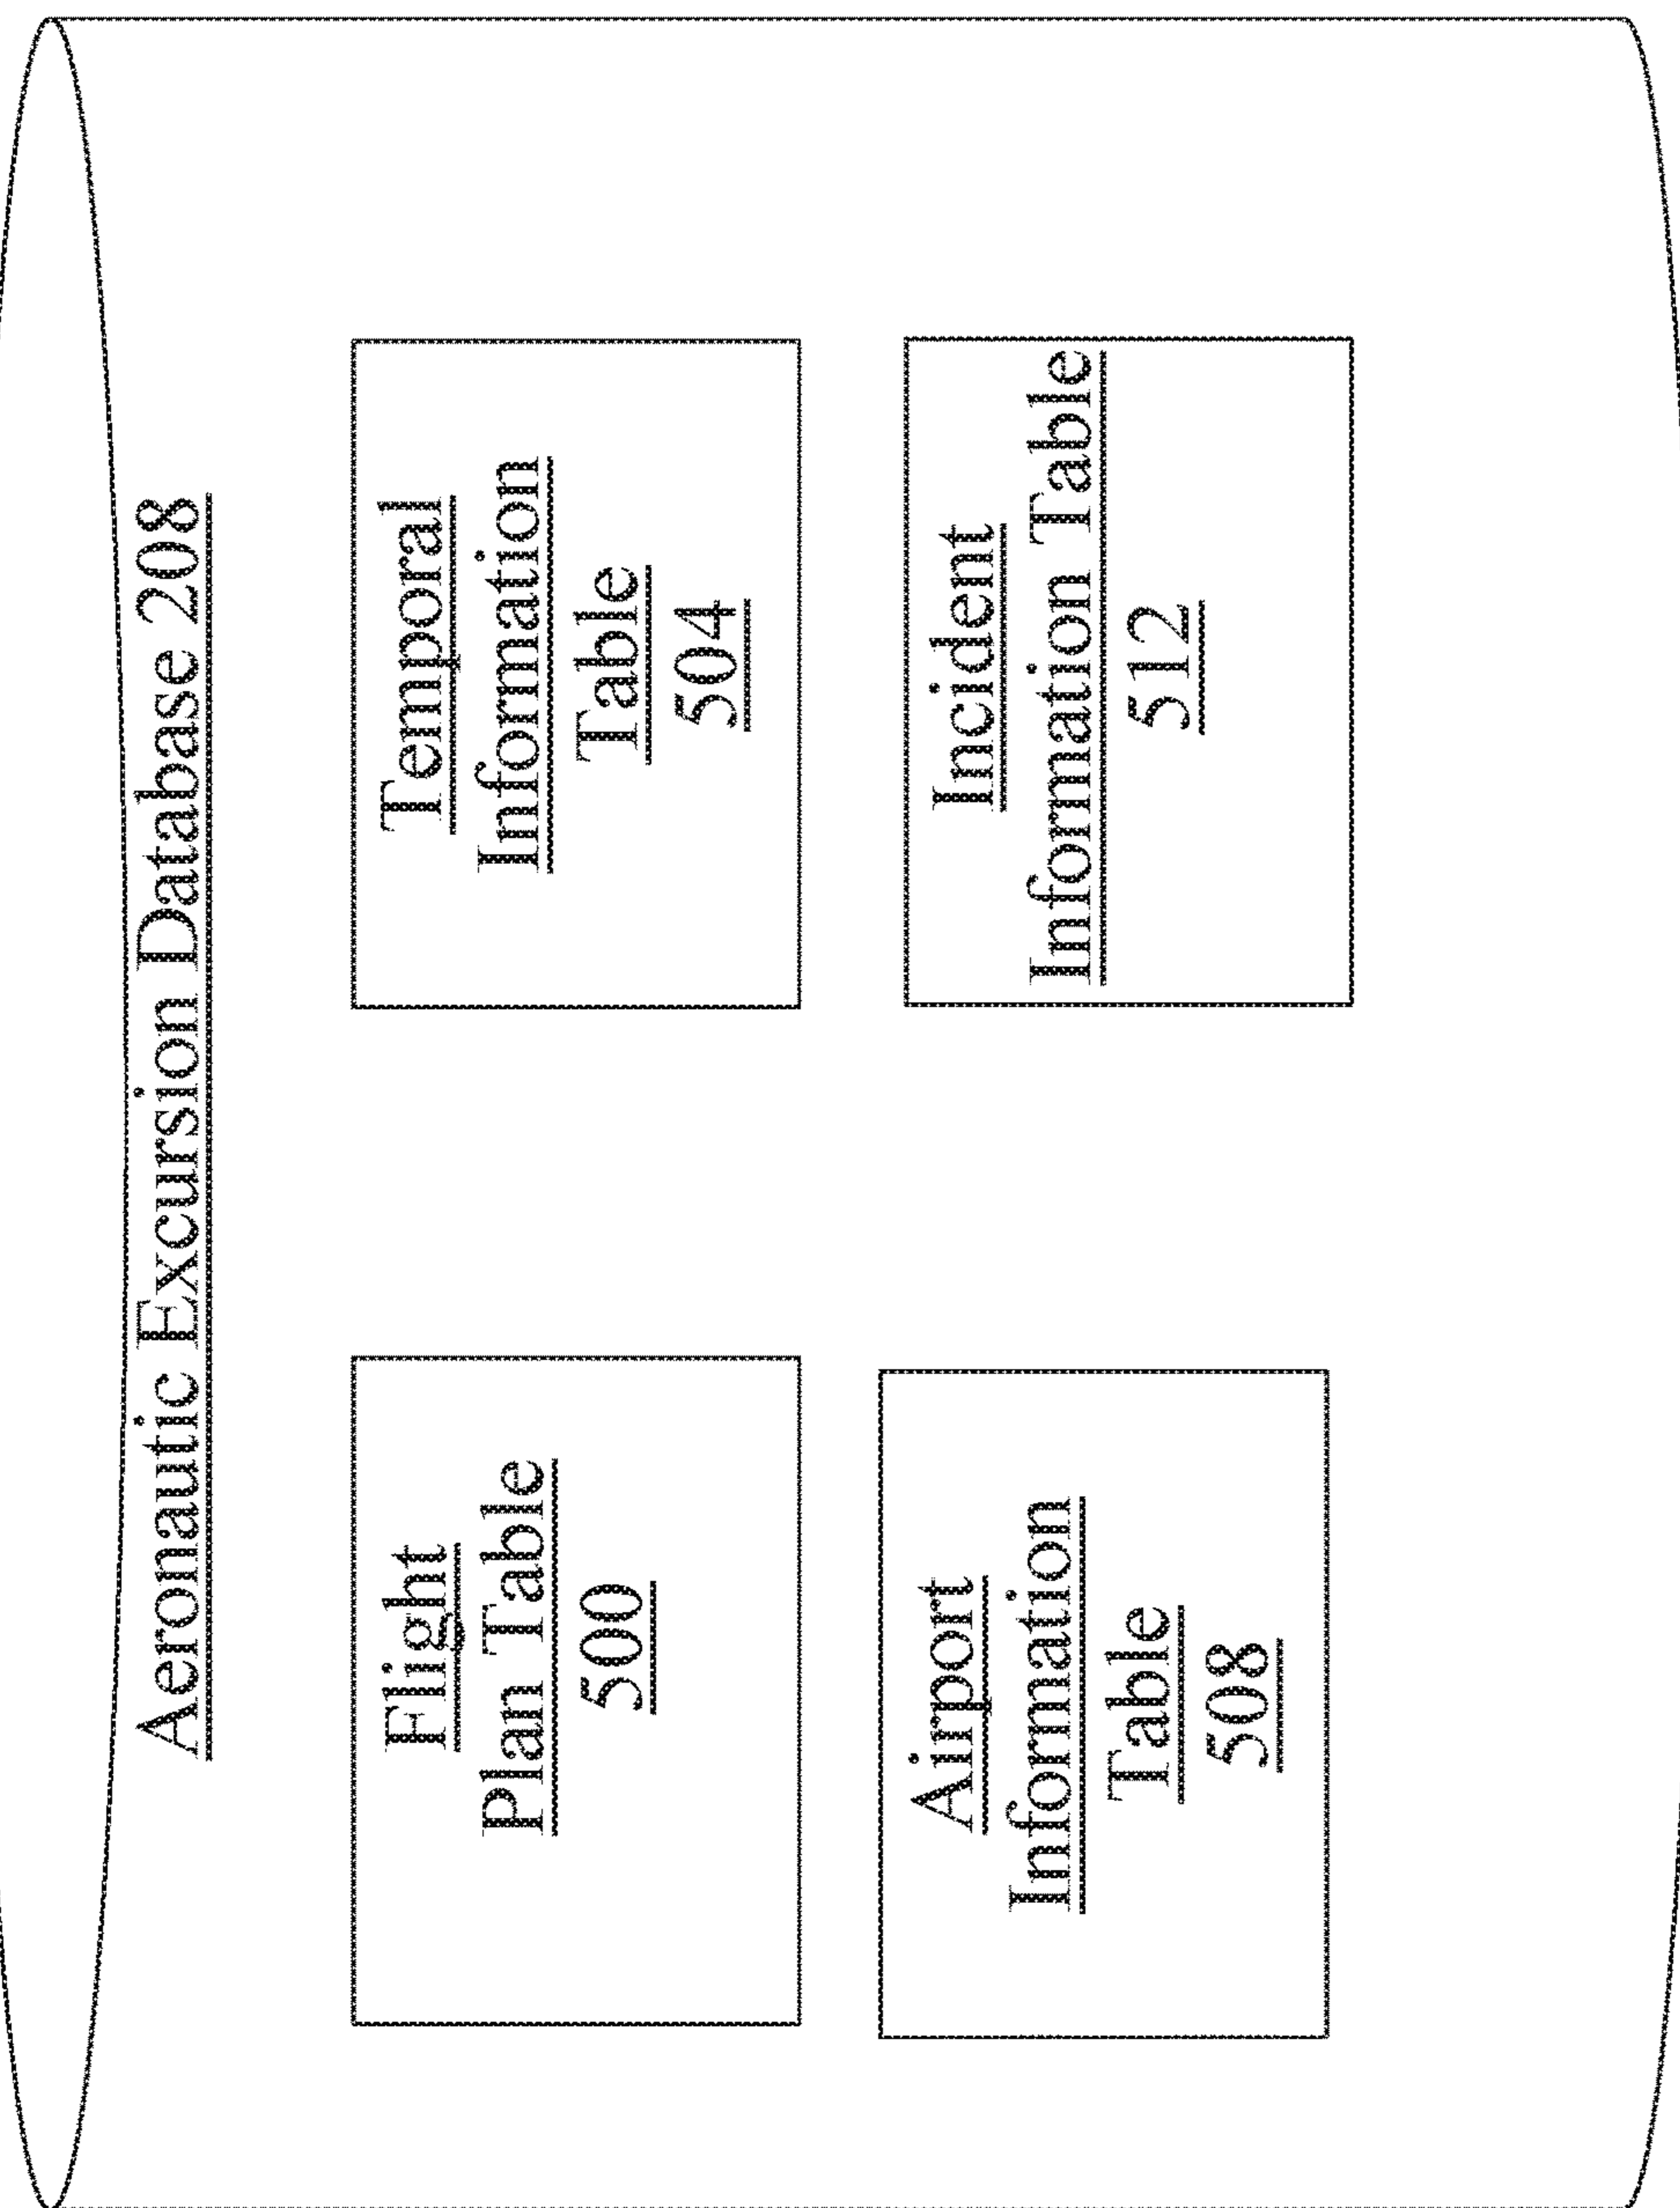 Aeronautic Excursion Database 208
Flight
Plan Table
500
Temporal
Information
Table
504
Airport
Information
Table
508
Incident
Information Table
512